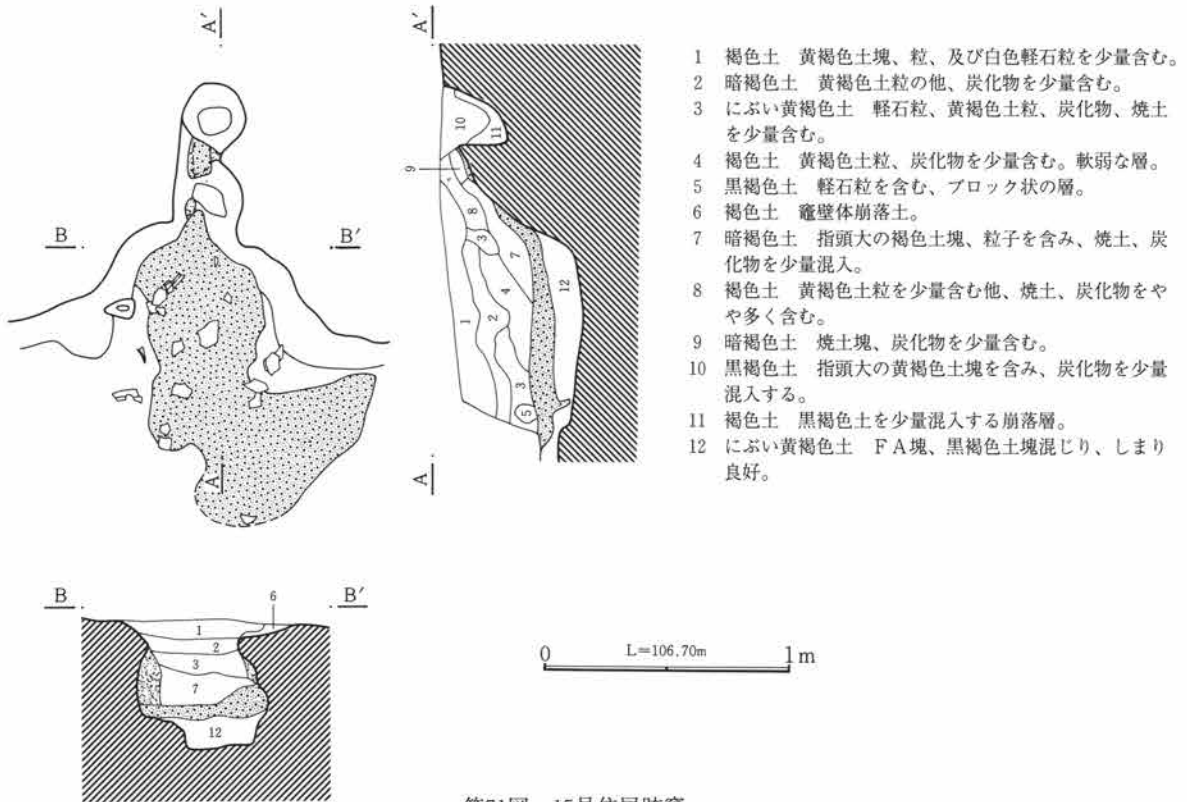 A′
A′
B
B′
A
A
9
10
11
8
3
7
4
12
1
2
3
5
1 褐色土 黄褐色土塊、粒、及び白色軽石粒を少量含む。
2 暗褐色土 黄褐色土粒の他、炭化物を少量含む。
3 にぶい黄褐色土 軽石粒、黄褐色土粒、炭化物、焼土
を少量含む。
4 褐色土 黄褐色土粒、炭化物を少量含む。軟弱な層。
5 黒褐色土 軽石粒を含む、ブロック状の層。
6 褐色土 竈壁体崩落土。
7 暗褐色土 指頭大の褐色土塊、粒子を含み、焼土、炭
化物を少量混入。
8 褐色土 黄褐色土粒を少量含む他、焼土、炭化物をや
や多く含む。
9 暗褐色土 焼土塊、炭化物を少量含む。
10 黒褐色土 指頭大の黄褐色土塊を含み、炭化物を少量
混入する。
11 褐色土 黒褐色土を少量混入する崩落層。
12 にぶい黄褐色土 FA塊、黒褐色土塊混じり、しまり
良好。
B
6
B′
1
2
3
7
12
0 L=106.70m 1m